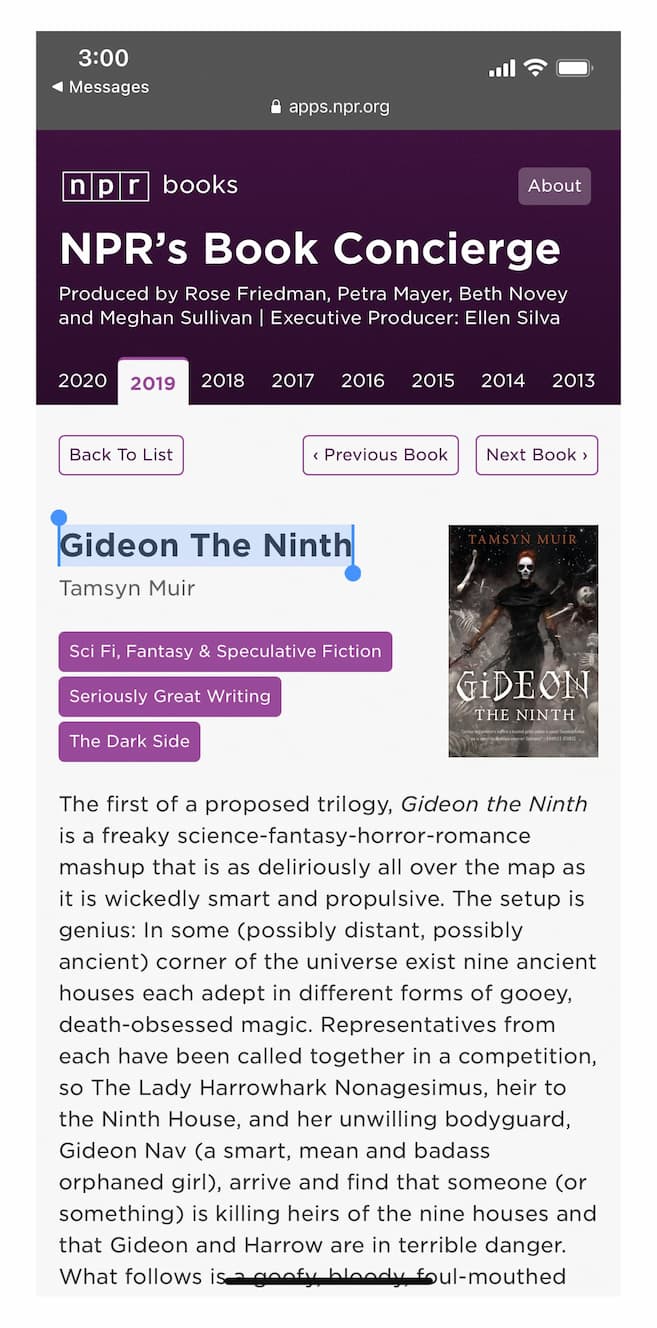 3:00
◀ Messages
apps.npr.org
npr books
About
NPR’s Book Concierge
Produced by Rose Friedman, Petra Mayer, Beth Novey
and Meghan Sullivan | Executive Producer: Ellen Silva
2020 2019 2018 2017 2016 2015 2014 2013
Back To List ‹ Previous Book Next Book ›
Gideon The Ninth
Tamsyn Muir
Sci Fi, Fantasy & Speculative Fiction
Seriously Great Writing
The Dark Side
TAMSYN MUIR
GiDEON
THE NINTH
The first of a proposed trilogy, Gideon the Ninth
is a freaky science-fantasy-horror-romance
mashup that is as deliriously all over the map as
it is wickedly smart and propulsive. The setup is
genius: In some (possibly distant, possibly
ancient) corner of the universe exist nine ancient
houses each adept in different forms of gooey,
death-obsessed magic. Representatives from
each have been called together in a competition,
so The Lady Harrowhark Nonagesimus, heir to
the Ninth House, and her unwilling bodyguard,
Gideon Nav (a smart, mean and badass
orphaned girl), arrive and find that someone (or
something) is killing heirs of the nine houses and
that Gideon and Harrow are in terrible danger.
What follows is a goofy, bloody, foul-mouthed